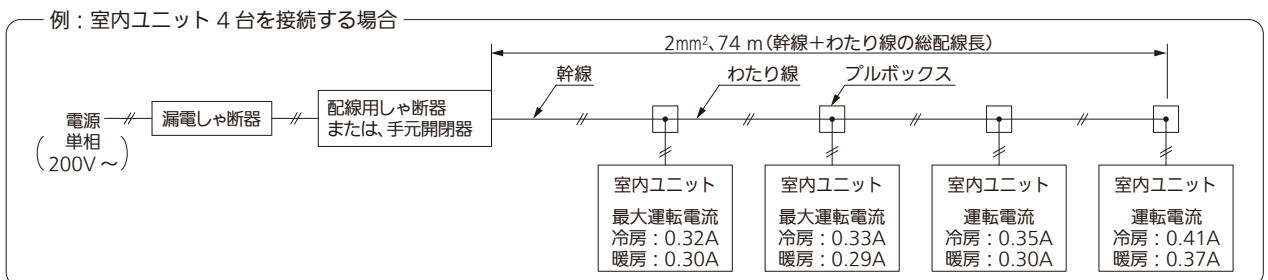 例：室内ユニット 4 台を接続する場合
2mm²、74 m（幹線＋わたり線の総配線長）
幹線
わたり線
プルボックス
電源
単相
200V～
漏電しゃ断器
配線用しゃ断器
または、手元開閉器
室内ユニット
最大運転電流
冷房：0.32A
暖房：0.30A
室内ユニット
最大運転電流
冷房：0.33A
暖房：0.29A
室内ユニット
運転電流
冷房：0.35A
暖房：0.30A
室内ユニット
運転電流
冷房：0.41A
暖房：0.37A